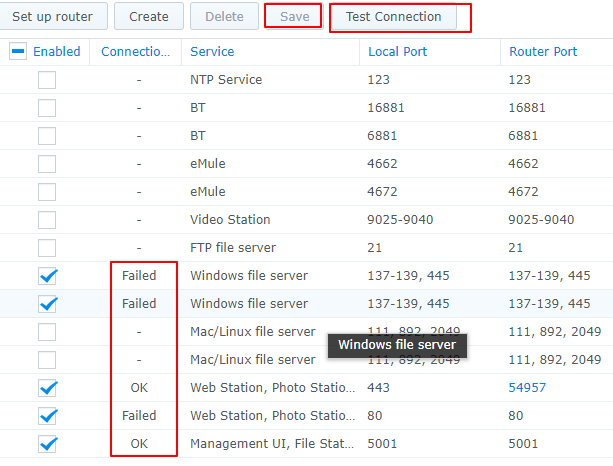 Set up router Create Delete Save Test Connection
Enabled Connectio... Service Local Port Router Port
- NTP Service 123 123
- BT 16881 16881
- BT 6881 6881
- eMule 4662 4662
- eMule 4672 4672
- Video Station 9025-9040 9025-9040
- FTP file server 21 21
Failed Windows file server 137-139, 445 137-139, 445
Failed Windows file server 137-139, 445 137-139, 445
- Mac/Linux file server 111, 892, 2049 111, 892, 2049
Windows file server
- Mac/Linux file server 111, 892, 2049 111, 892, 2049
OK Web Station, Photo Statio... 443 54957
Failed Web Station, Photo Statio... 80 80
OK Management UI, File Stat... 5001 5001